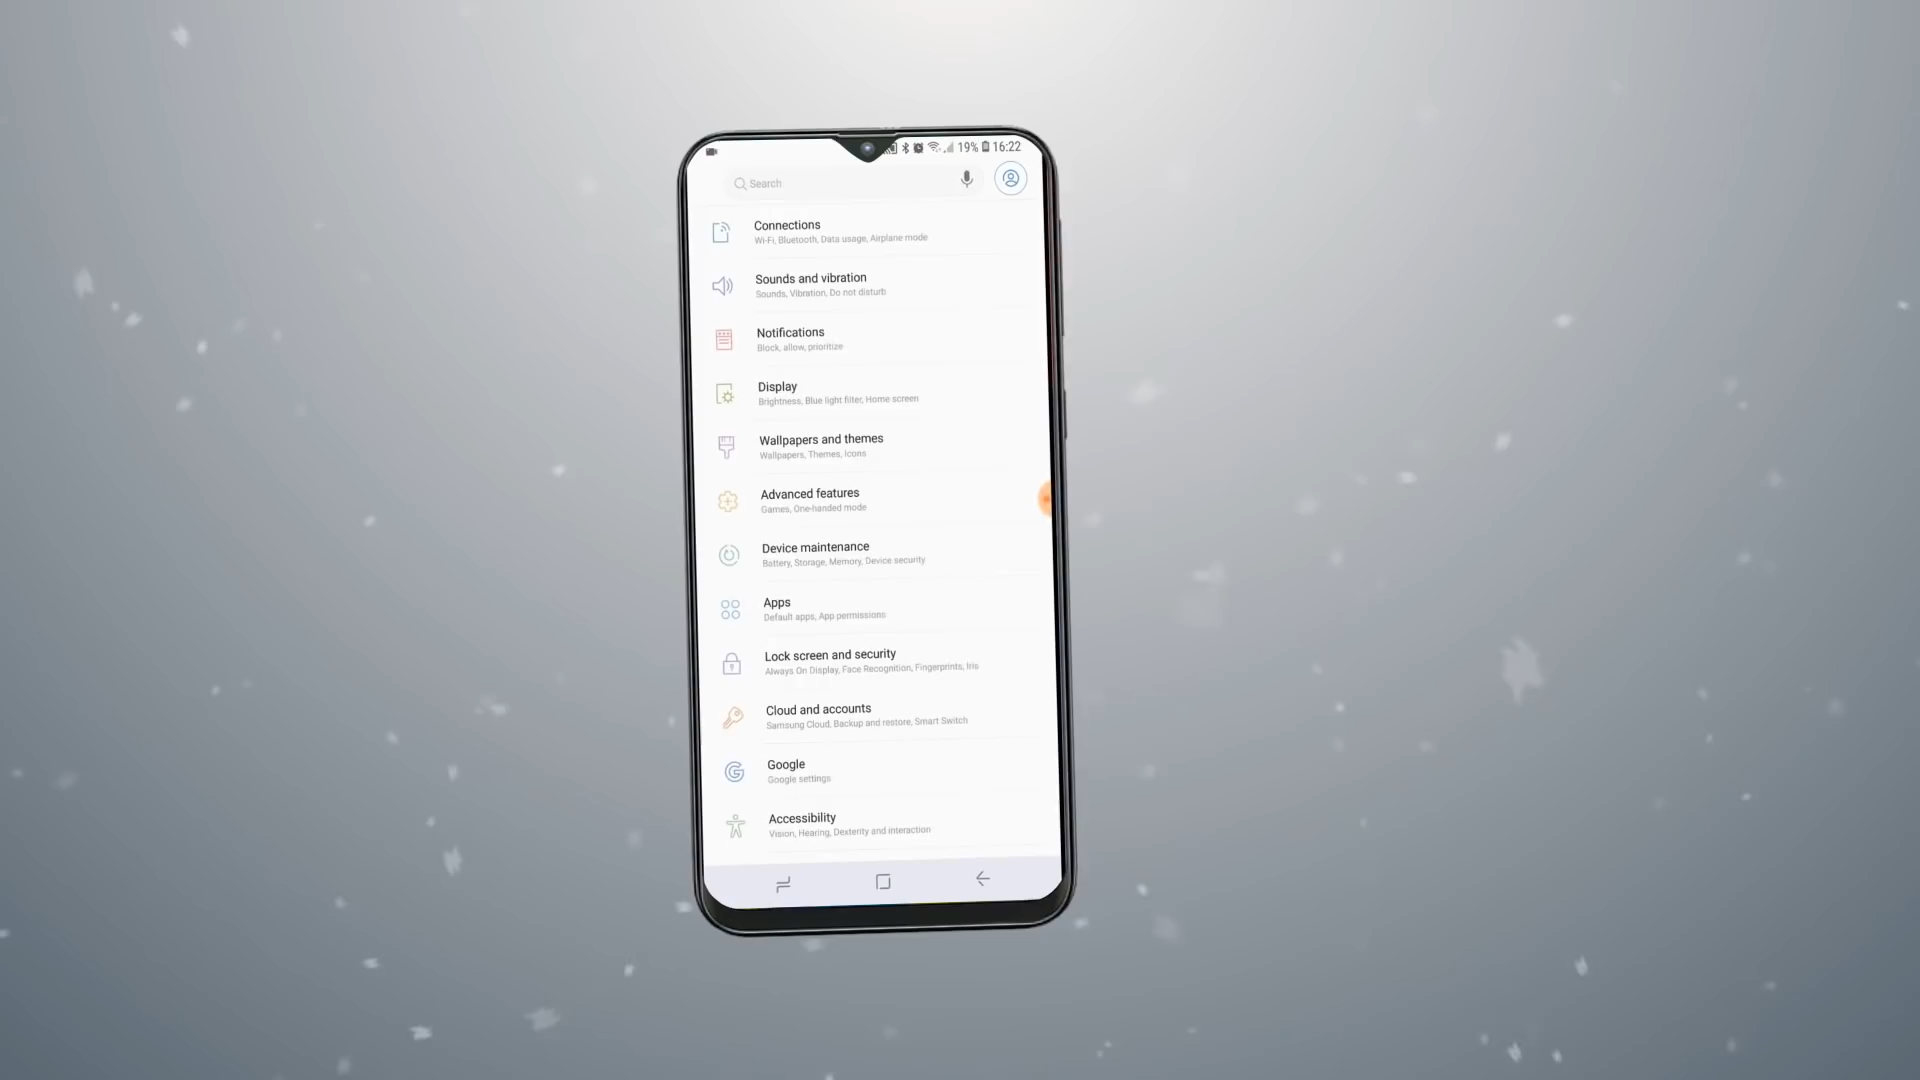 19% 16:22
Search
Connections
Wi-Fi, Bluetooth, Data usage, Airplane mode
Sounds and vibration
Sounds, Vibration, Do not disturb
Notifications
Block, allow, prioritize
Display
Brightness, Blue light filter, Home screen
Wallpapers and themes
Wallpapers, Themes, Icons
Advanced features
Games, One-handed mode
Device maintenance
Battery, Storage, Memory, Device security
Apps
Default apps, App permissions
Lock screen and security
Always On Display, Face Recognition, Fingerprints, Iris
Cloud and accounts
Samsung Cloud, Backup and restore, Smart Switch
Google
Google settings
Accessibility
Vision, Hearing, Dexterity and interaction